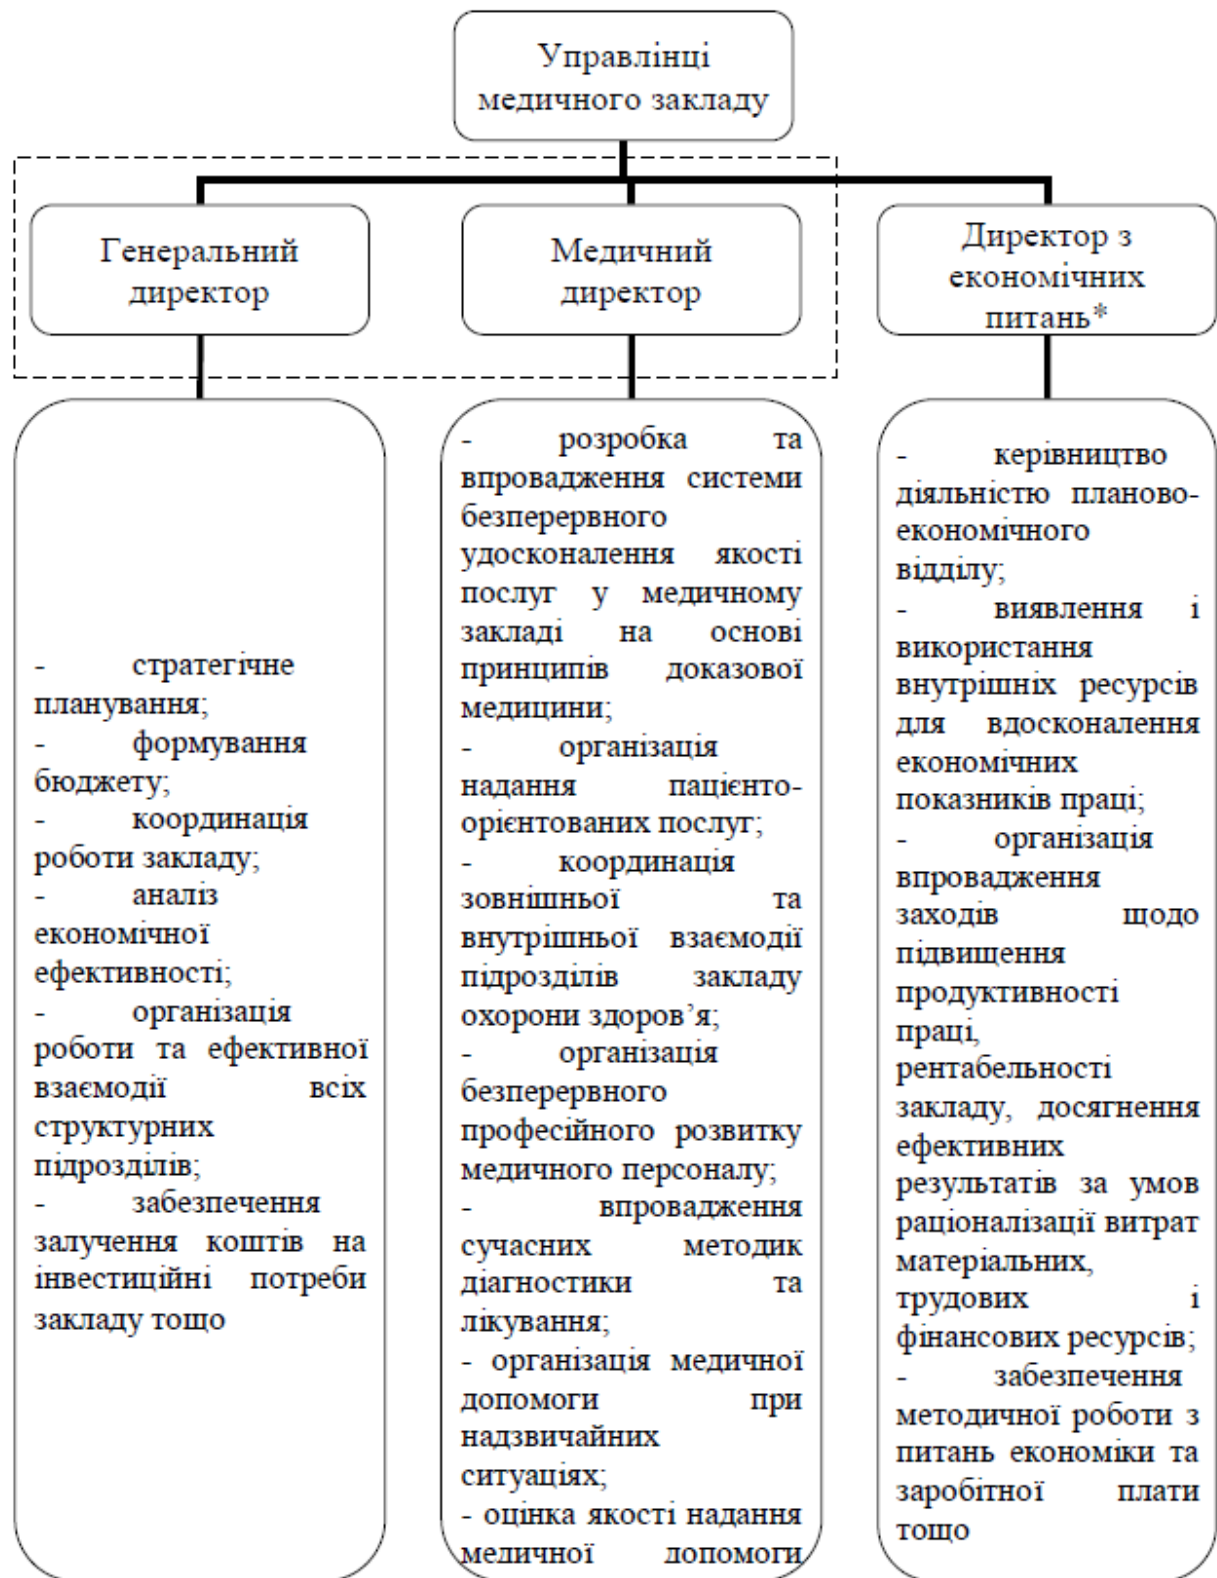 Управлінці
медичного закладу
Генеральний
директор
Медичний
директор
Директор з
економічних
питань*
- стратегічне
планування;
- формування
бюджету;
- координація
роботи закладу;
- аналіз
економічної
ефективності;
- організація
роботи та ефективної
взаємодії всіх
структурних
підрозділів;
- забезпечення
залучення коштів на
інвестиційні потреби
закладу тощо
- розробка та
впровадження системи
безперервного
удосконалення якості
послуг у медичному
закладі на основі
принципів доказової
медицини;
- організація
надання пацієнто-
орієнтованих послуг;
- координація
зовнішньої та
внутрішньої взаємодії
підрозділів закладу
охорони здоров’я;
- організація
безперервного
професійного розвитку
медичного персоналу;
- впровадження
сучасних методик
діагностики та
лікування;
- організація медичної
допомоги при
надзвичайних
ситуаціях;
- оцінка якості надання
медичної допомоги
- керівництво
діяльністю планово-
економічного
відділу;
- виявлення і
використання
внутрішніх ресурсів
для вдосконалення
економічних
показників праці;
- організація
впровадження
заходів щодо
підвищення
продуктивності
праці,
рентабельності
закладу, досягнення
ефективних
результатів за умов
раціоналізації витрат
матеріальних,
трудових і
фінансових ресурсів;
- забезпечення
методичної роботи з
питань економіки та
заробітної плати
тощо